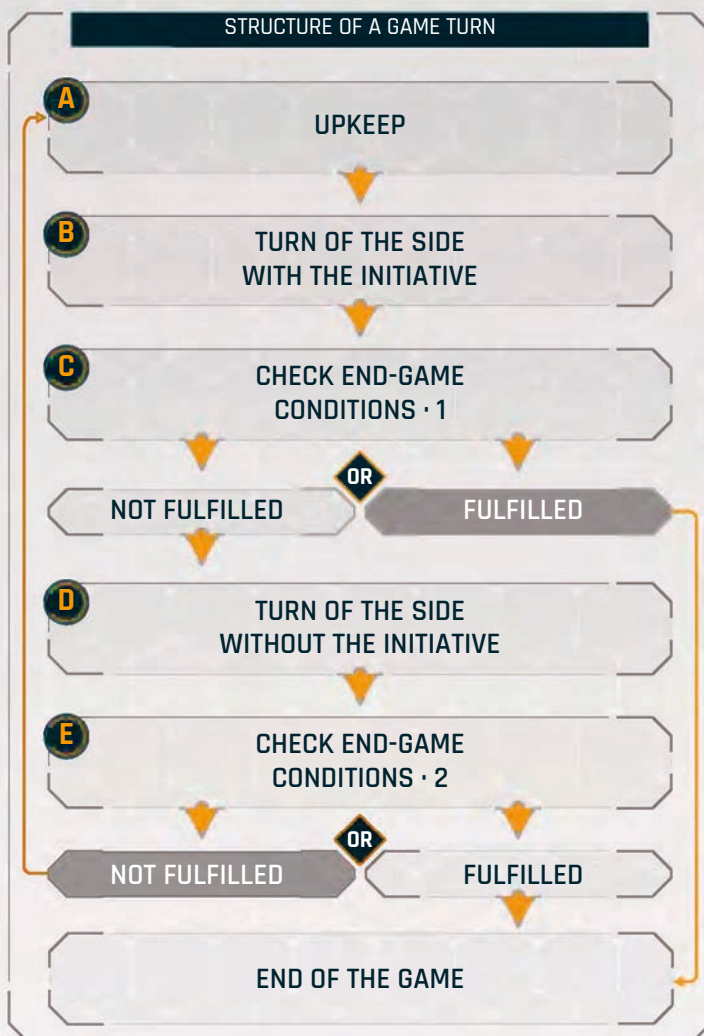 STRUCTURE OF A GAME TURN
A
UPKEEP
B
TURN OF THE SIDE
WITH THE INITIATIVE
C
CHECK END-GAME
CONDITIONS · 1
OR
NOT FULFILLED
FULFILLED
D
TURN OF THE SIDE
WITHOUT THE INITIATIVE
E
CHECK END-GAME
CONDITIONS · 2
OR
NOT FULFILLED
FULFILLED
END OF THE GAME